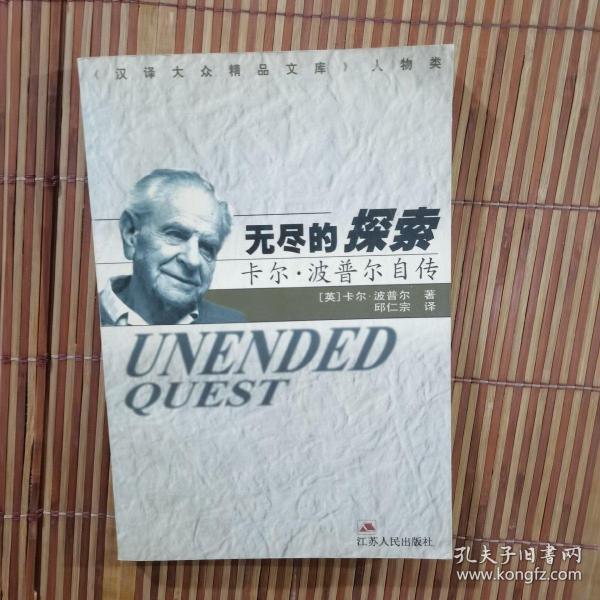 《汉译大众精品文库》人物类
无尽的探索
卡尔·波普尔自传
[英]卡尔·波普尔 著
邱仁宗 译
UNENDED
QUEST
江苏人民出版社
孔夫子旧书网
www.kongfz.com